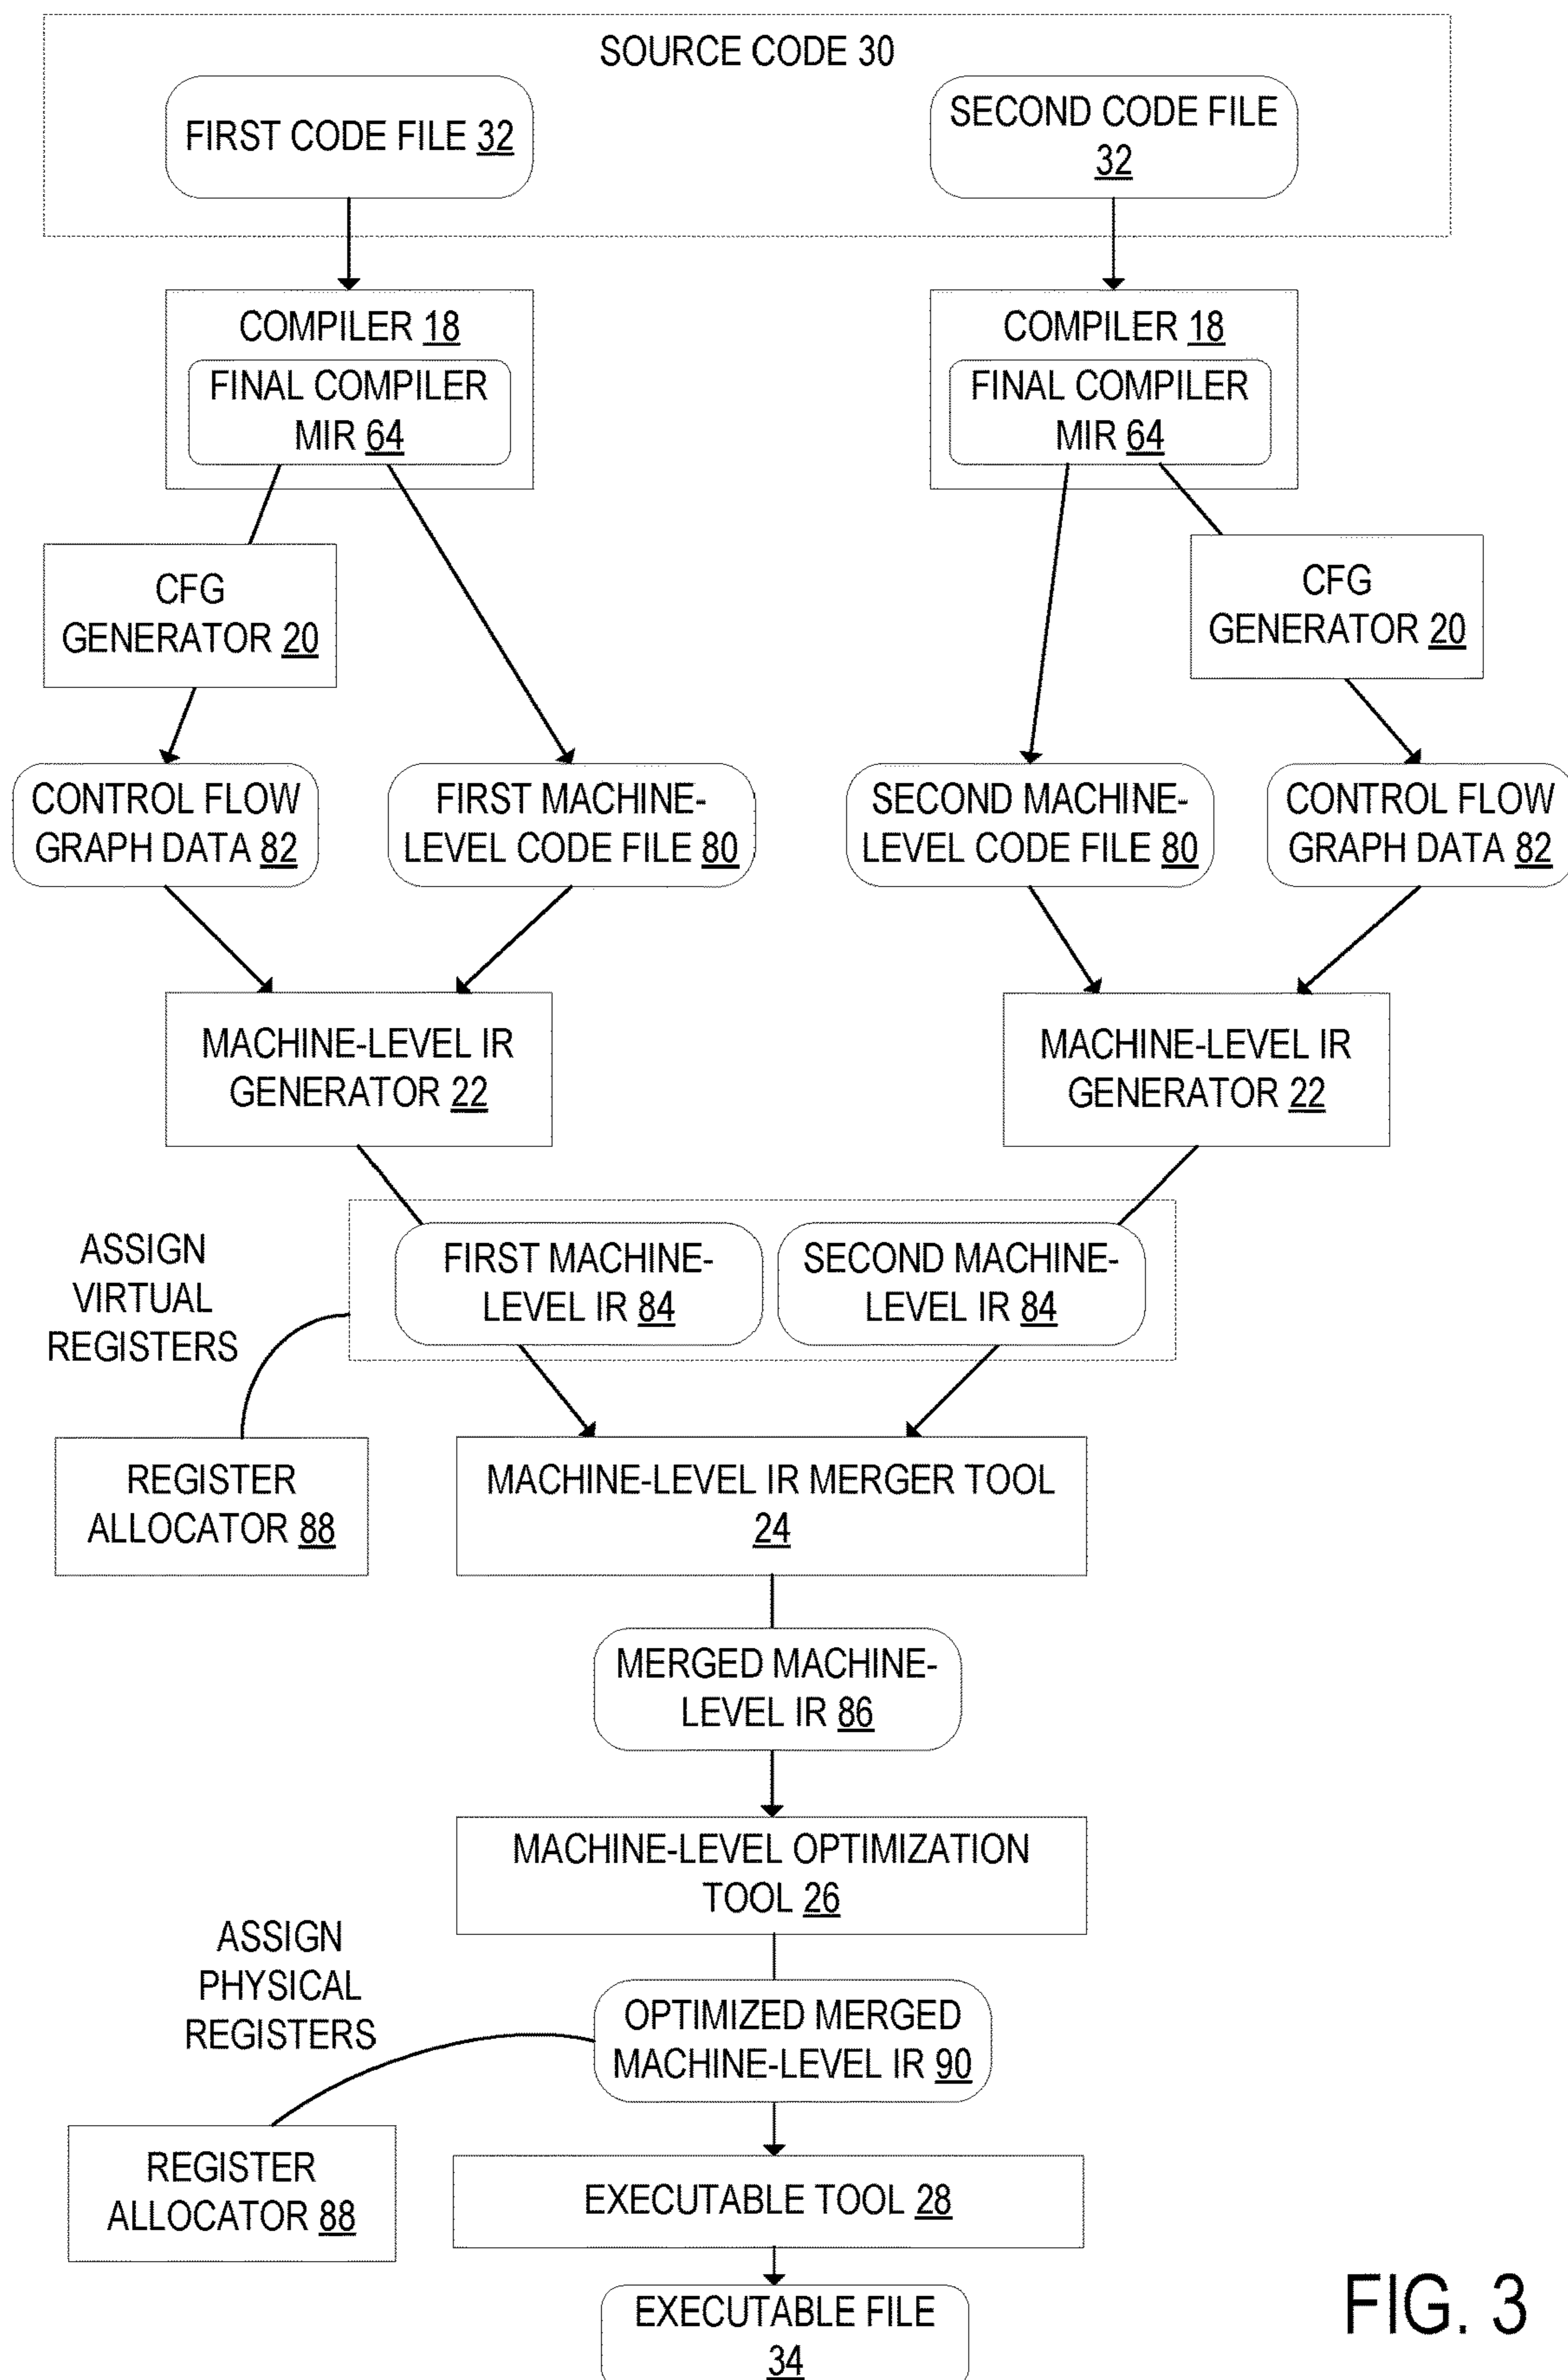 SOURCE CODE 30
FIRST CODE FILE 32
SECOND CODE FILE
32
COMPILER 18
FINAL COMPILER
MIR 64
COMPILER 18
FINAL COMPILER
MIR 64
CFG
GENERATOR 20
CFG
GENERATOR 20
CONTROL FLOW
GRAPH DATA 82
FIRST MACHINE-
LEVEL CODE FILE 80
SECOND MACHINE-
LEVEL CODE FILE 80
CONTROL FLOW
GRAPH DATA 82
MACHINE-LEVEL IR
GENERATOR 22
MACHINE-LEVEL IR
GENERATOR 22
ASSIGN
VIRTUAL
REGISTERS
FIRST MACHINE-
LEVEL IR 84
SECOND MACHINE-
LEVEL IR 84
REGISTER
ALLOCATOR 88
MACHINE-LEVEL IR MERGER TOOL
24
MERGED MACHINE-
LEVEL IR 86
MACHINE-LEVEL OPTIMIZATION
TOOL 26
ASSIGN
PHYSICAL
REGISTERS
OPTIMIZED MERGED
MACHINE-LEVEL IR 90
REGISTER
ALLOCATOR 88
EXECUTABLE TOOL 28
EXECUTABLE FILE
34
FIG. 3